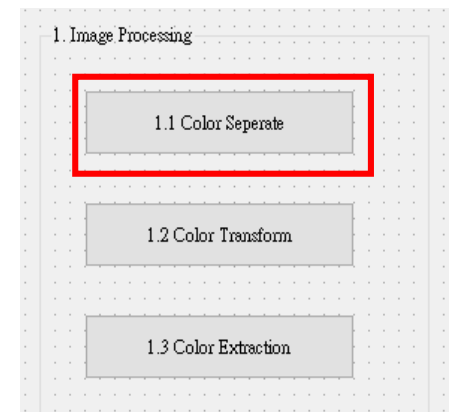 1. Image Processing
1.1 Color Seperate
1.2 Color Transform
1.3 Color Extraction